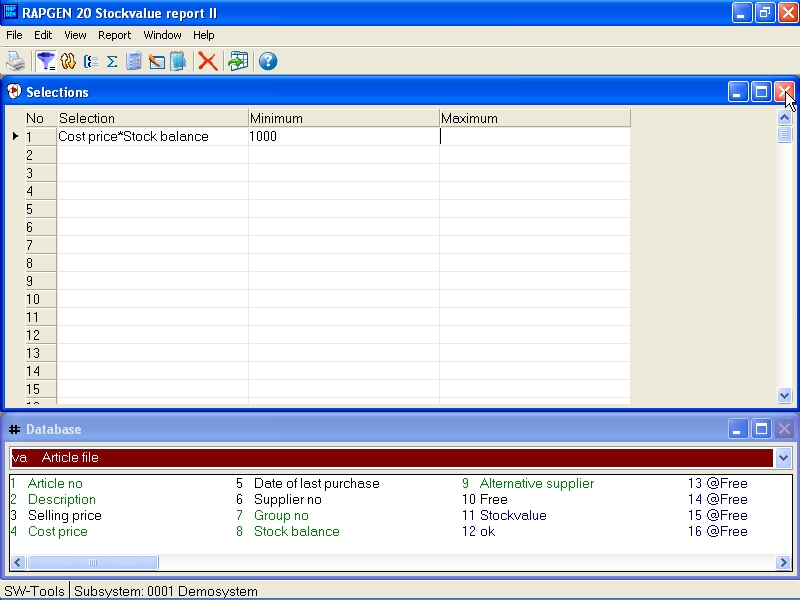 RAPGEN 20 Stockvalue report II
File Edit View Report Window Help
Selections
No Selection Minimum Maximum
1 Cost price*Stock balance 1000
2
3
4
5
6
7
8
9
10
11
12
13
14
15
# Database
va Article file
1 Article no 5 Date of last purchase 9 Alternative supplier 13 @Free
2 Description 6 Supplier no 10 Free 14 @Free
3 Selling price 7 Group no 11 Stockvalue 15 @Free
4 Cost price 8 Stock balance 12 ok 16 @Free
SW-Tools Subsystem: 0001 Demosystem